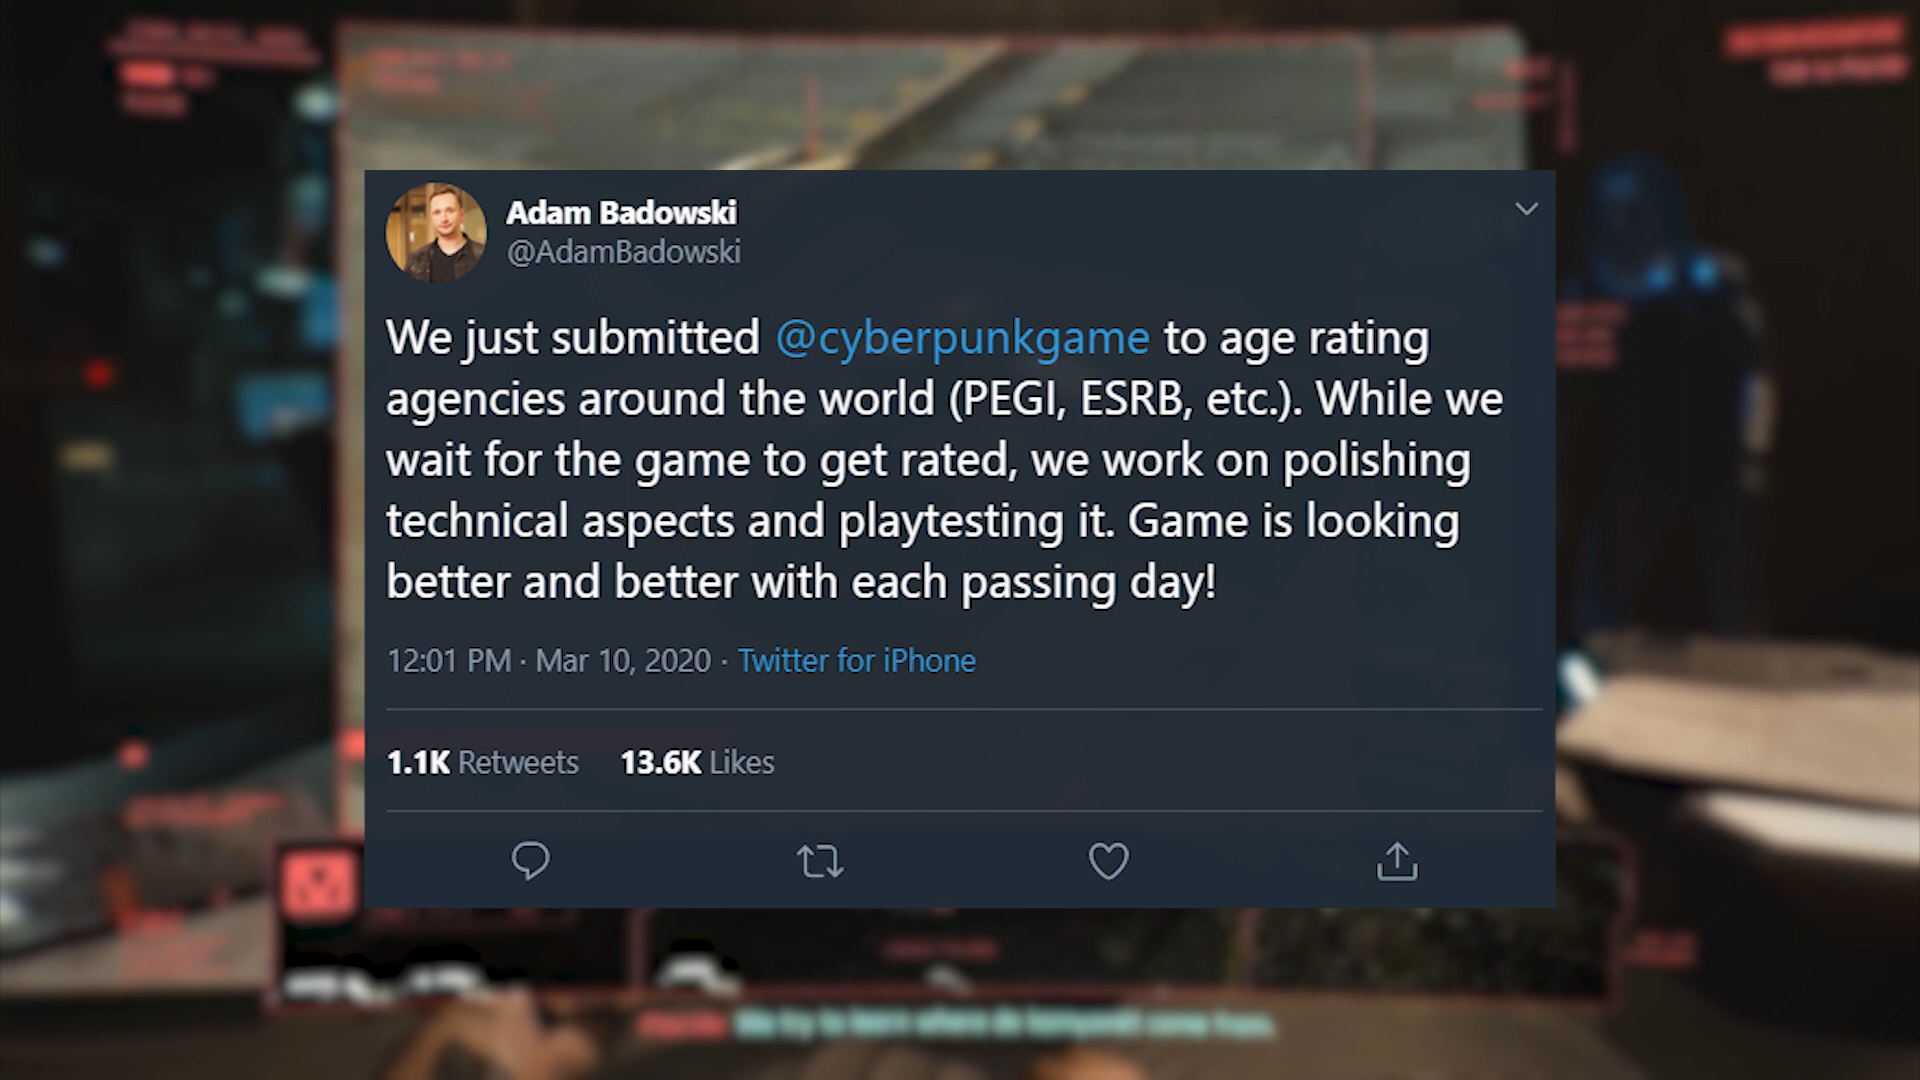 Adam Badowski
@AdamBadowski
We just submitted @cyberpunkgame to age rating
agencies around the world (PEGI, ESRB, etc.). While we
wait for the game to get rated, we work on polishing
technical aspects and playtesting it. Game is looking
better and better with each passing day!
12:01 PM · Mar 10, 2020 · Twitter for iPhone
1.1K Retweets 13.6K Likes